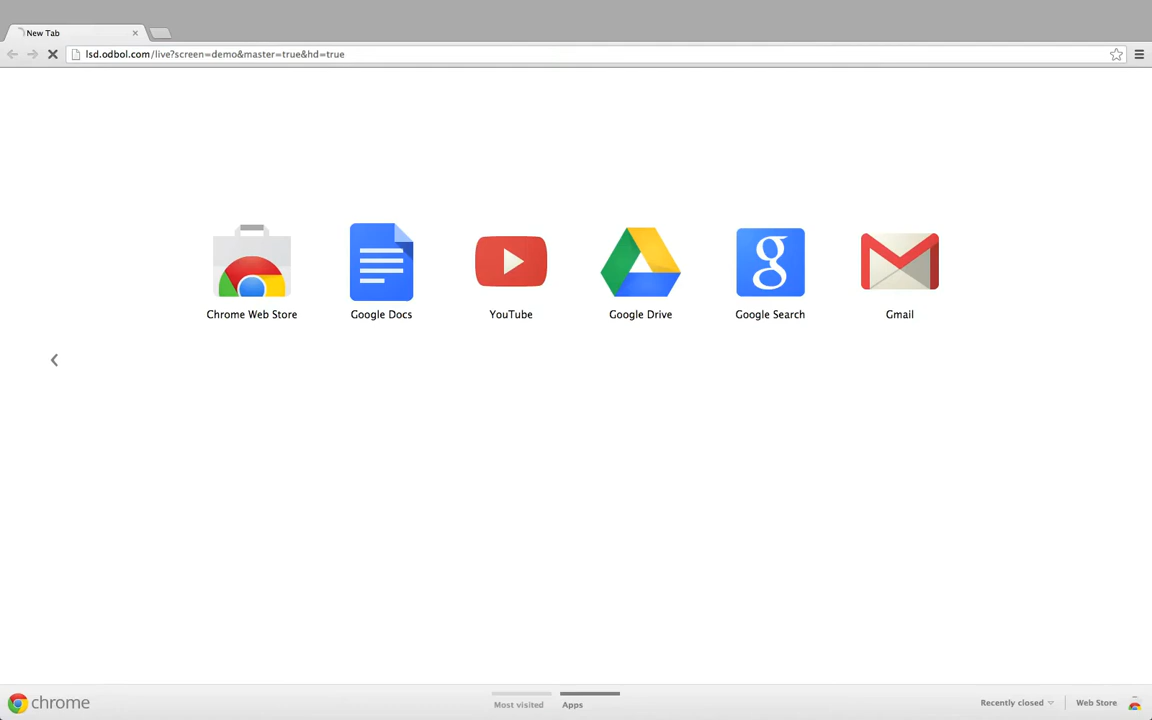 New Tab
lsd.odbol.com/live?screen=demo&master=true&hd=true
Chrome Web Store
Google Docs
YouTube
Google Drive
Google Search
Gmail
chrome
Most visited
Apps
Recently closed
Web Store